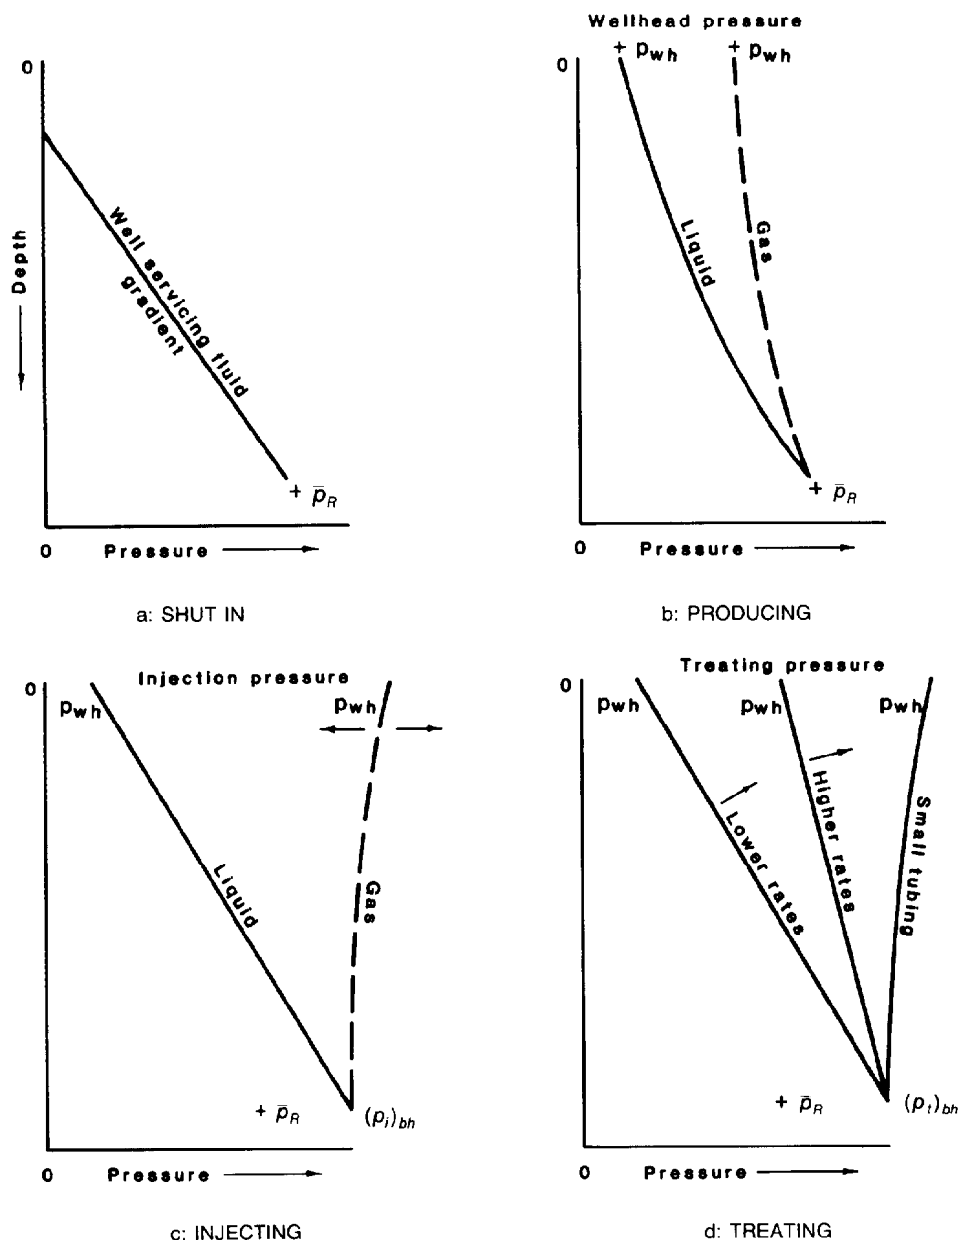 0
Depth
Well servicing fluid
gradient
+ p̄R
0
Pressure
a: SHUT IN
Wellhead pressure
+ pwh
+ pwh
0
Liquid
Gas
+ p̄R
0
Pressure
b: PRODUCING
Injection pressure
0
pwh
pwh
Liquid
Gas
+ p̄R
(pi)bh
0
Pressure
c: INJECTING
Treating pressure
0
pwh
pwh
pwh
Lower rates
Higher rates
Small tubing
+ p̄R
(pt)bh
0
Pressure
d: TREATING